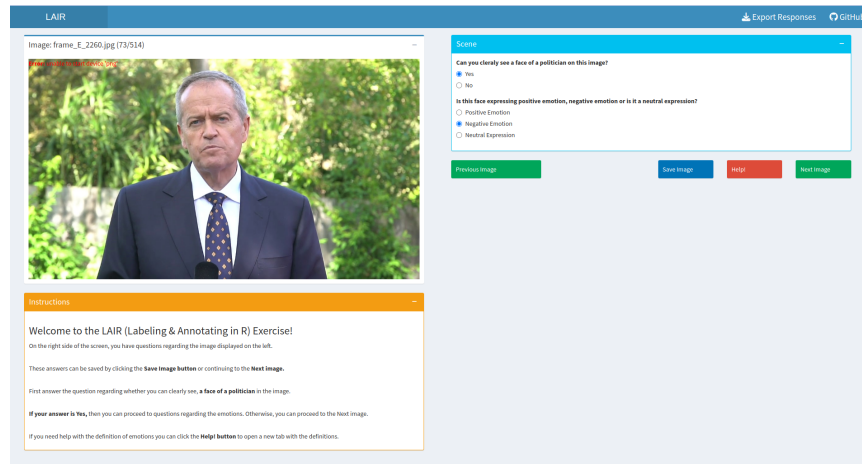 LAIR
Export Responses GitHub
Image: frame_E_2260.jpg (73/514)
Scene
Can you cleraly see a face of a politician on this image?
Yes
No
Is this face expressing positive emotion, negative emotion or is it a neutral expression?
Positive Emotion
Negative Emotion
Neutral Expression
Previous Image
Save Image
Help!
Next Image
Instructions
Welcome to the LAIR (Labeling & Annotating in R) Exercise!
On the right side of the screen, you have questions regarding the image displayed on the left.
These answers can be saved by clicking the Save Image button or continuing to the Next image.
First answer the question regarding whether you can clearly see, a face of a politician in the image.
If your answer is Yes, then you can proceed to questions regarding the emotions. Otherwise, you can proceed to the Next image.
If you need help with the definition of emotions you can click the Help! button to open a new tab with the definitions.